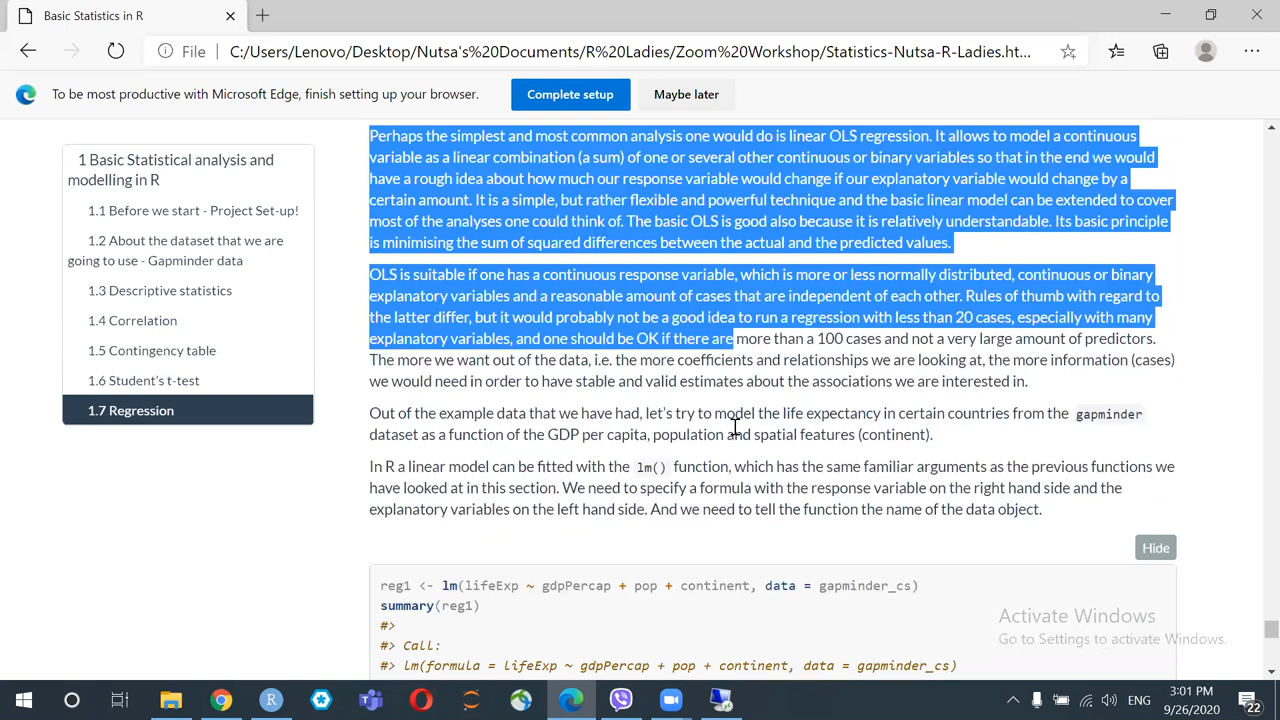 Basic Statistics in R
File
C:/Users/Lenovo/Desktop/Nutsa's%20Documents/R%20Ladies/Zoom%20Workshop/Statistics-Nutsa-R-Ladies.ht...
To be most productive with Microsoft Edge, finish setting up your browser.
Complete setup
Maybe later
1 Basic Statistical analysis and
modelling in R
1.1 Before we start - Project Set-up!
1.2 About the dataset that we are
going to use - Gapminder data
1.3 Descriptive statistics
1.4 Correlation
1.5 Contingency table
1.6 Student's t-test
1.7 Regression
Perhaps the simplest and most common analysis one would do is linear OLS regression. It allows to model a continuous
variable as a linear combination (a sum) of one or several other continuous or binary variables so that in the end we would
have a rough idea about how much our response variable would change if our explanatory variable would change by a
certain amount. It is a simple, but rather flexible and powerful technique and the basic linear model can be extended to cover
most of the analyses one could think of. The basic OLS is good also because it is relatively understandable. Its basic principle
is minimising the sum of squared differences between the actual and the predicted values.
OLS is suitable if one has a continuous response variable, which is more or less normally distributed, continuous or binary
explanatory variables and a reasonable amount of cases that are independent of each other. Rules of thumb with regard to
the latter differ, but it would probably not be a good idea to run a regression with less than 20 cases, especially with many
explanatory variables, and one should be OK if there are more than a 100 cases and not a very large amount of predictors.
The more we want out of the data, i.e. the more coefficients and relationships we are looking at, the more information (cases)
we would need in order to have stable and valid estimates about the associations we are interested in.
Out of the example data that we have had, let's try to model the life expectancy in certain countries from the gapminder
dataset as a function of the GDP per capita, population and spatial features (continent).
In R a linear model can be fitted with the lm() function, which has the same familiar arguments as the previous functions we
have looked at in this section. We need to specify a formula with the response variable on the right hand side and the
explanatory variables on the left hand side. And we need to tell the function the name of the data object.
Hide
reg1 <- lm(lifeExp ~ gdpPercap + pop + continent, data = gapminder_cs)
summary(reg1)
#>
#> Call:
#> lm(formula = lifeExp ~ gdpPercap + pop + continent, data = gapminder_cs)
Activate Windows
Go to Settings to activate Windows.
ENG
3:01 PM
9/26/2020
22